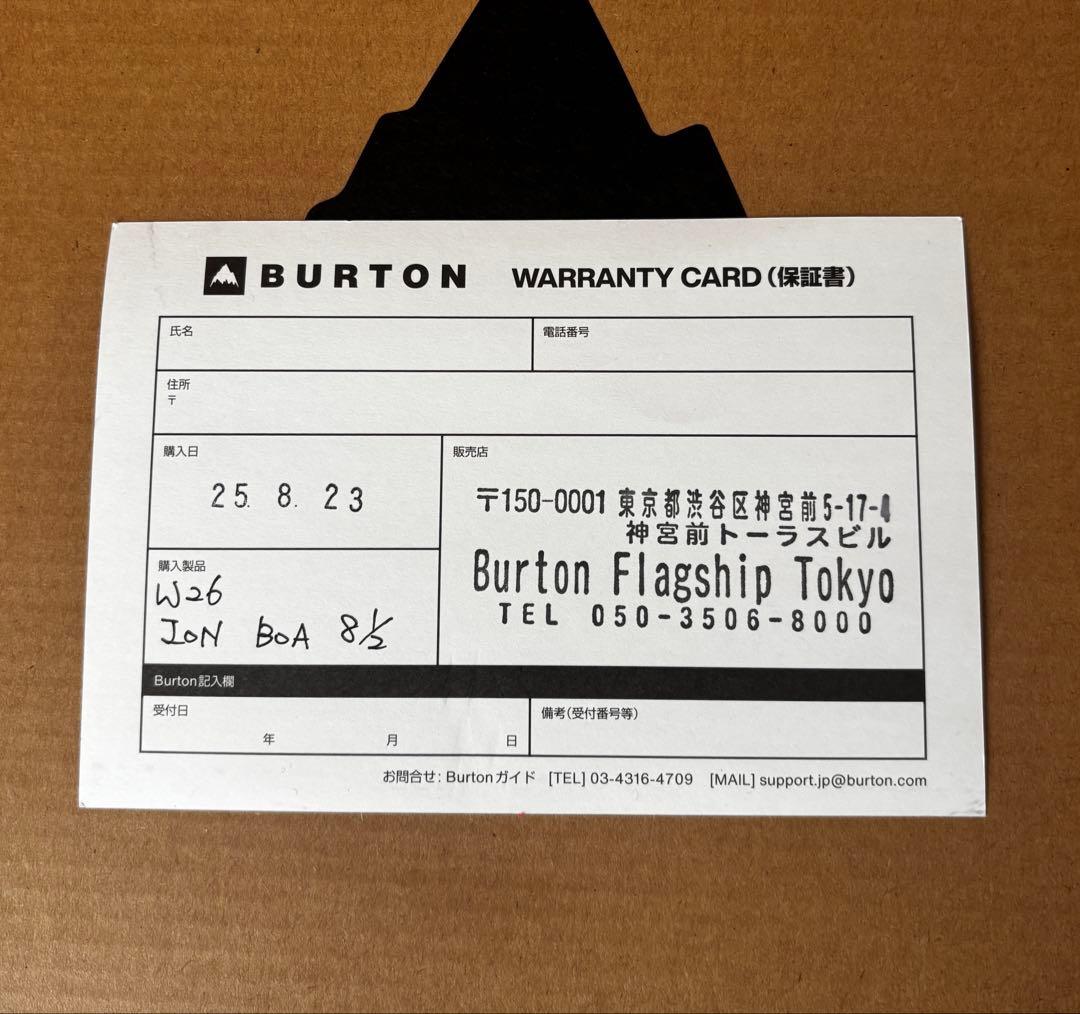 BURTON WARRANTY CARD(保証書)
氏名
電話番号
住所
〒
購入日
25. 8. 23
販売店
〒150-0001 東京都渋谷区神宮前5-17-4
神宮前トーラスビル
Burton Flagship Tokyo
TEL 050-3506-8000
購入製品
W26
ION BOA 8½
Burton記入欄
受付日
年 月 日
備考(受付番号等)
お問合せ: Burtonガイド [TEL] 03-4316-4709 [MAIL] support.jp@burton.com